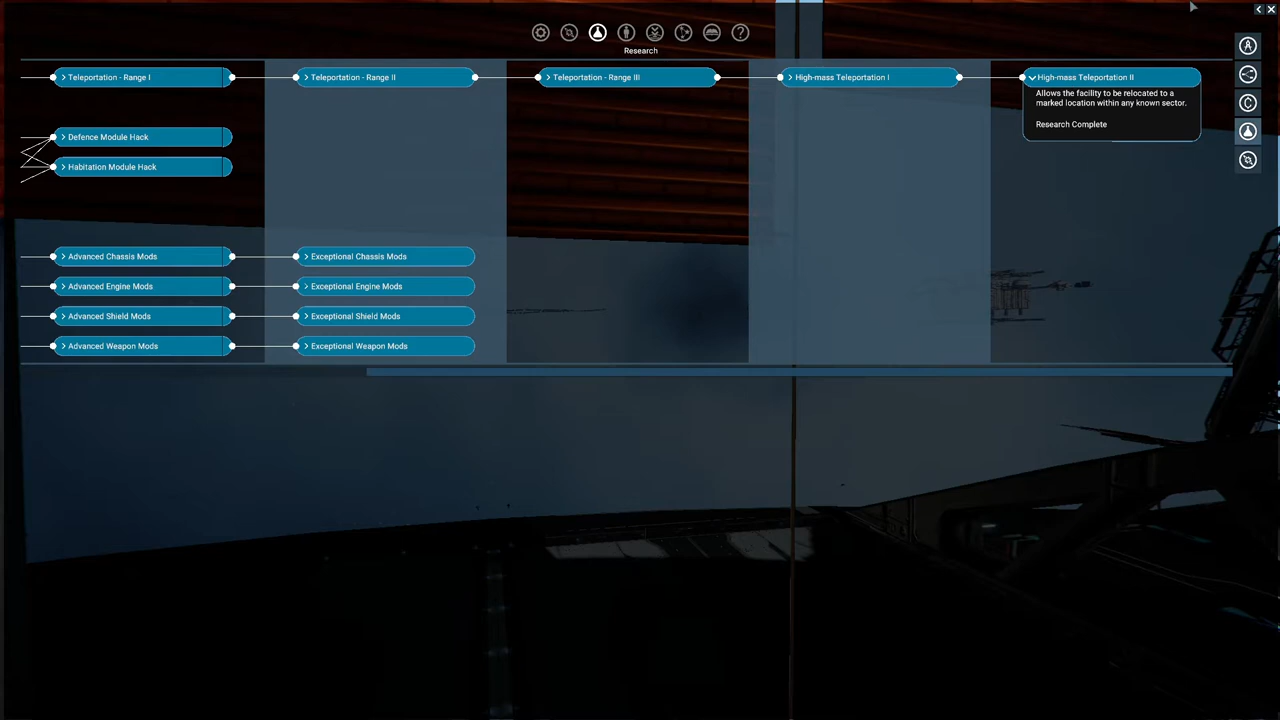 Research
Teleportation - Range I
Teleportation - Range II
Teleportation - Range III
High-mass Teleportation I
High-mass Teleportation II
Allows the facility to be relocated to a
marked location within any known sector.
Research Complete
Defence Module Hack
Habitation Module Hack
Advanced Chassis Mods
Exceptional Chassis Mods
Advanced Engine Mods
Exceptional Engine Mods
Advanced Shield Mods
Exceptional Shield Mods
Advanced Weapon Mods
Exceptional Weapon Mods